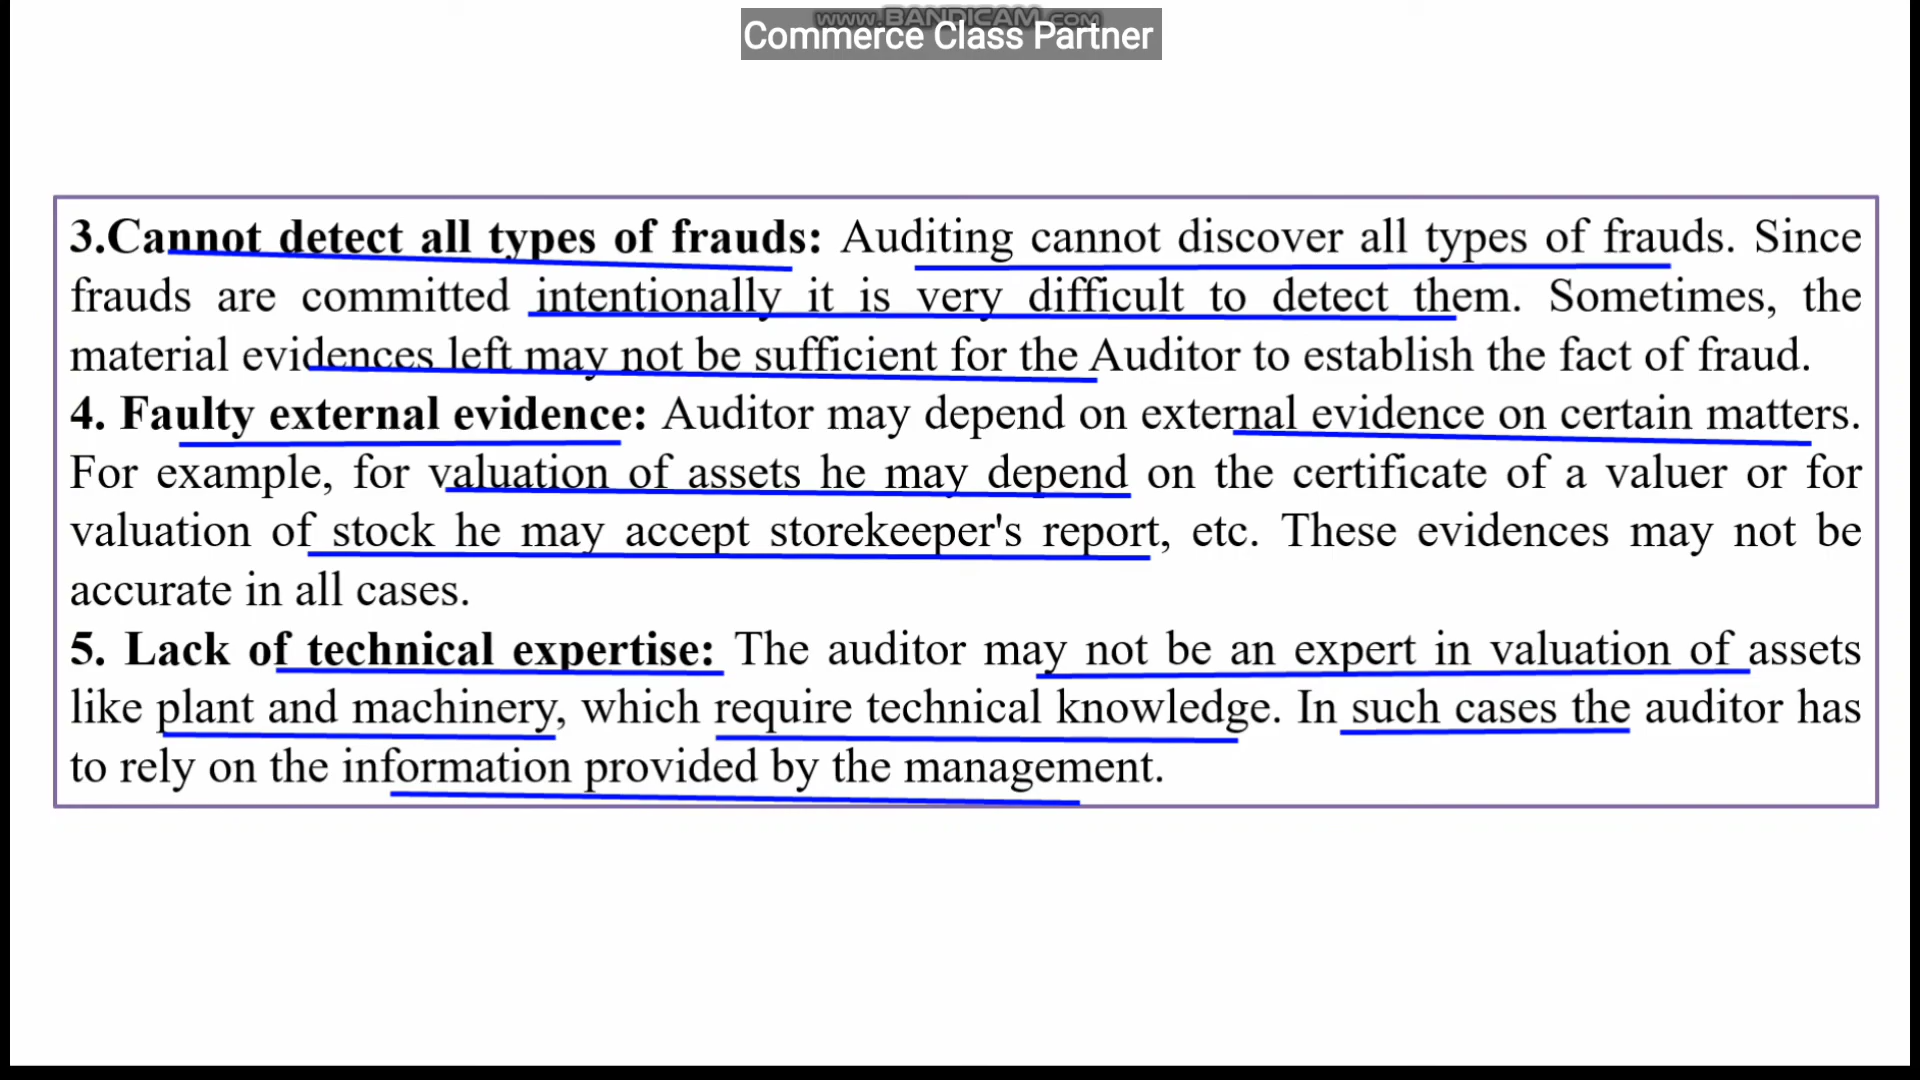 www.BANDICAM.com
Commerce Class Partner
3.Cannot detect all types of frauds: Auditing cannot discover all types of frauds. Since
frauds are committed intentionally it is very difficult to detect them. Sometimes, the
material evidences left may not be sufficient for the Auditor to establish the fact of fraud.
4. Faulty external evidence: Auditor may depend on external evidence on certain matters.
For example, for valuation of assets he may depend on the certificate of a valuer or for
valuation of stock he may accept storekeeper's report, etc. These evidences may not be
accurate in all cases.
5. Lack of technical expertise: The auditor may not be an expert in valuation of assets
like plant and machinery, which require technical knowledge. In such cases the auditor has
to rely on the information provided by the management.